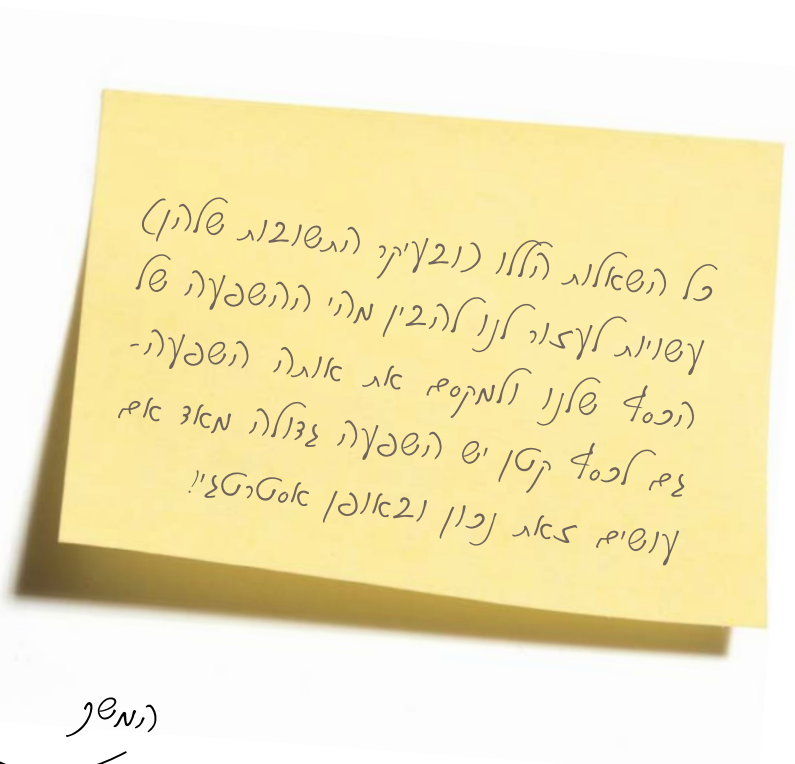 כל השאלות הללו (ובעיקר התשובות שלהן)
עשויות לעזור לנו להבין מהי ההשפעה של
הכסף שלנו ולמקסם את אותה השפעה-
גם לכסף קטן יש השפעה גדולה מאד אם
עושים זאת נכון ובאופן אסטרטגי!
המשך